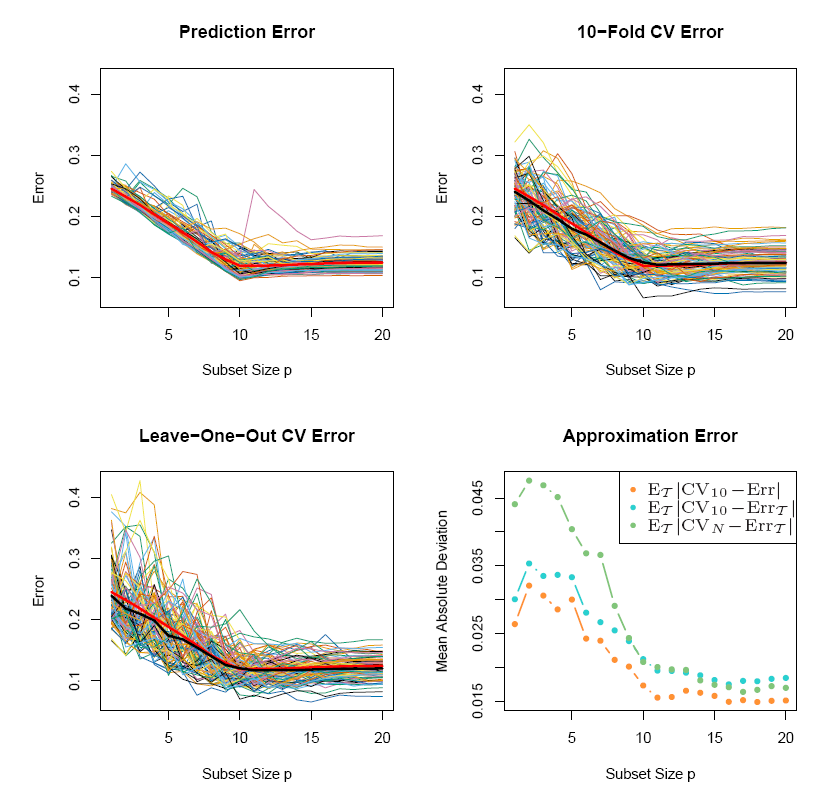 Prediction Error
0.4
0.3
0.2
0.1
Error
5 10 15 20
Subset Size p
10−Fold CV Error
0.4
0.3
0.2
0.1
Error
5 10 15 20
Subset Size p
Leave−One−Out CV Error
0.4
0.3
0.2
0.1
Error
5 10 15 20
Subset Size p
Approximation Error
E𝒯|CV₁₀−Err|
E𝒯|CV₁₀−Err𝒯|
E𝒯|CV_N−Err𝒯|
0.045
0.035
0.025
0.015
Mean Absolute Deviation
5 10 15 20
Subset Size p